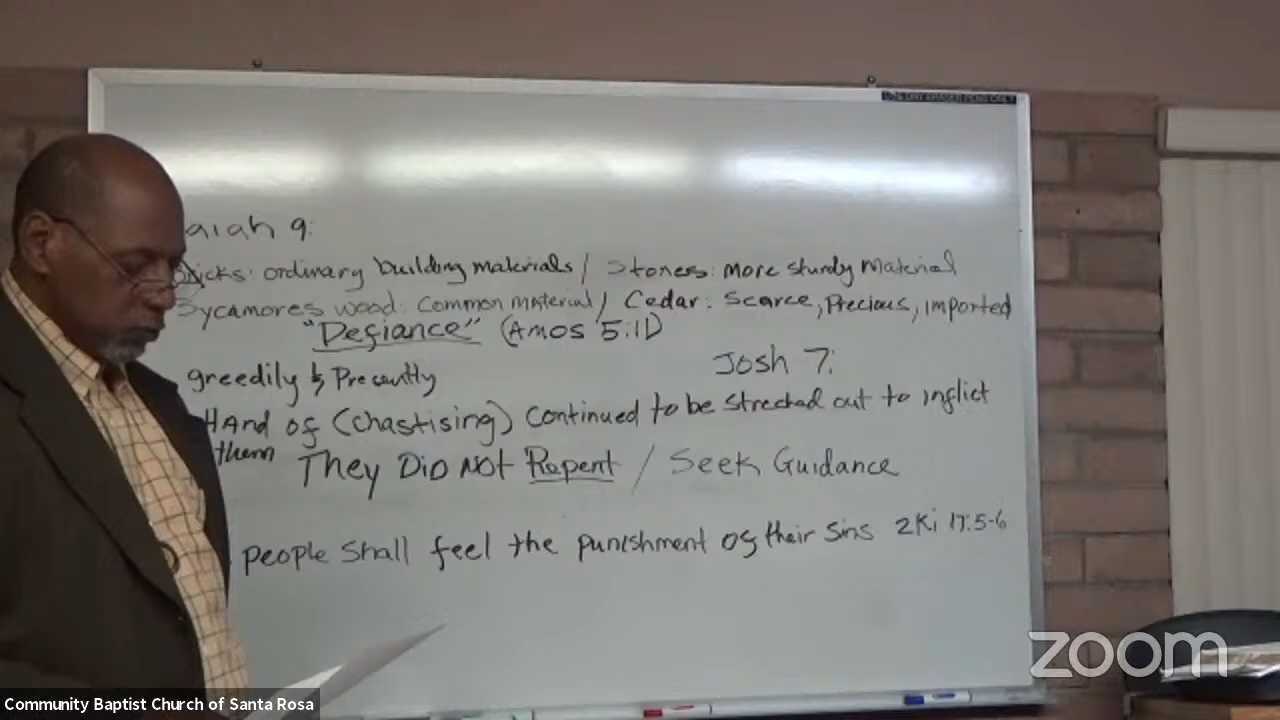 aiah 9:
Bricks: ordinary building materials / Stones: More sturdy Material
Sycamores wood: Common Material / Cedar: Scarce, Precious, imported
"Defiance" (Amos 5:11)
Josh 7:
greedily &
Hand of (Chastising) Continued to be streched out to inflict
them
They Did Not Repent / Seek Guidance
people shall feel the punishment of their sins 2Ki 17:5-6
zoom
Community Baptist Church of Santa Rosa